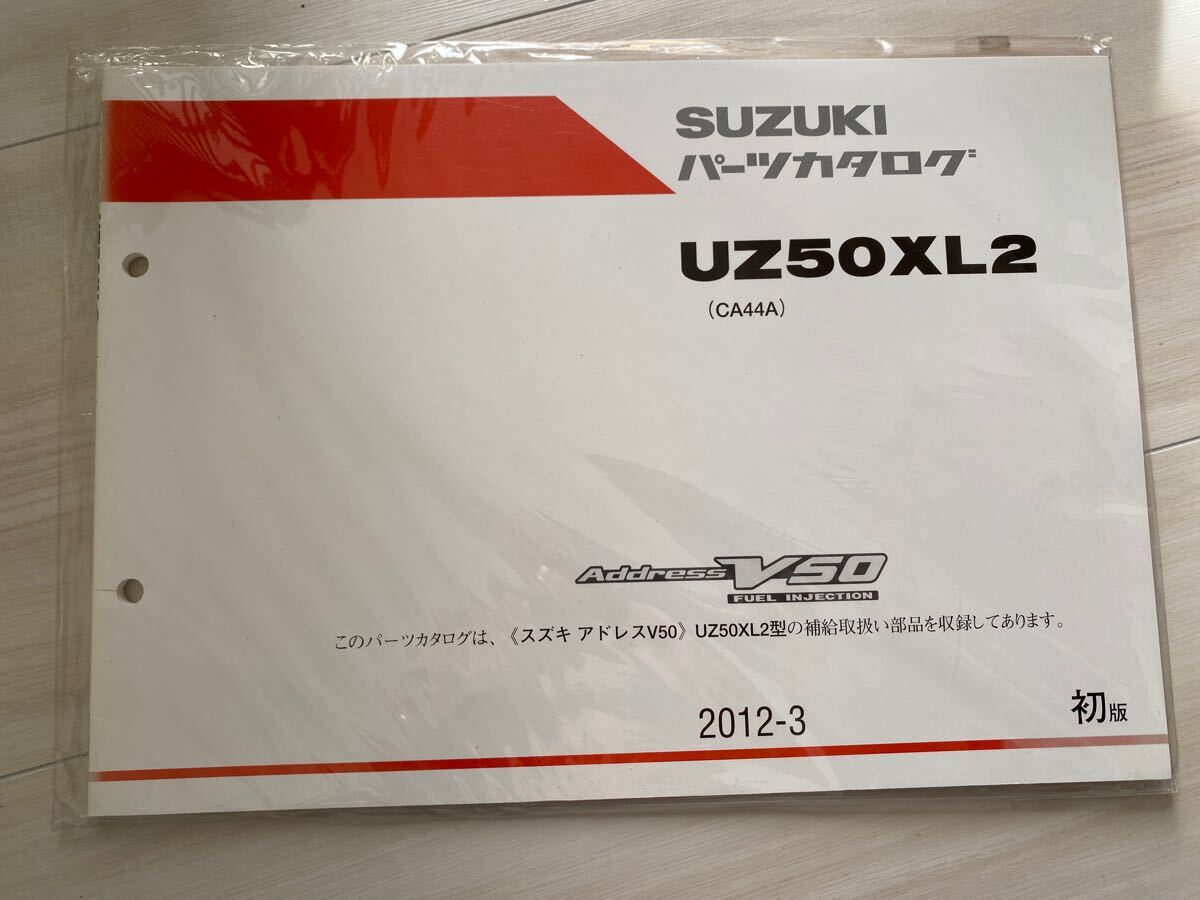 SUZUKI
パーツカタログ
UZ50XL2
（CA44A）
Address V50
FUEL INJECTION
このパーツカタログは、《スズキ アドレスV50》UZ50XL2型の補給取扱い部品を収録してあります。
2012-3
初版